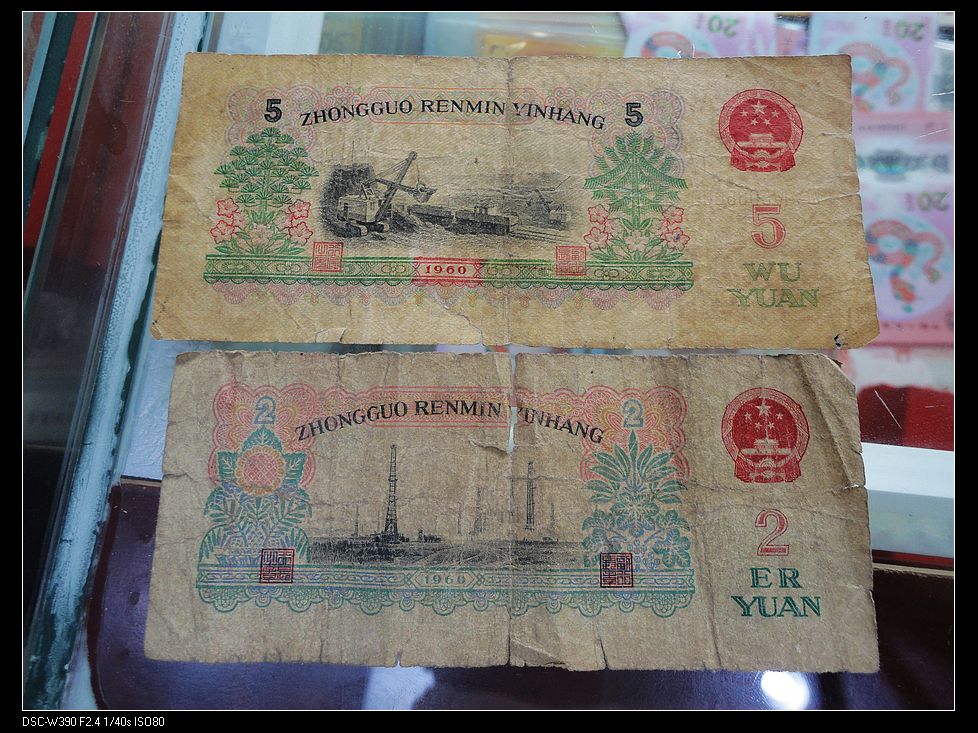 5 ZHONGGUO RENMIN YINHANG 5
5
WU
YUAN
1960
2 ZHONGGUO RENMIN YINHANG 2
2
ER
YUAN
1960
DSC-W390 F2.4 1/40s ISO80